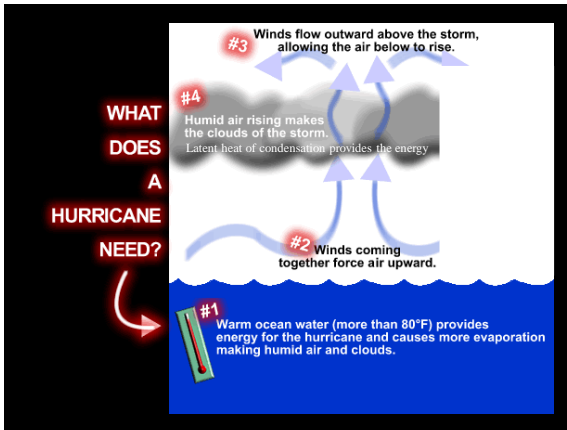 WHAT
DOES
A
HURRICANE
NEED?
#3
Winds flow outward above the storm,
allowing the air below to rise.
#4
Humid air rising makes
the clouds of the storm.
Latent heat of condensation provides the energy
#2
Winds coming
together force air upward.
#1
Warm ocean water (more than 80°F) provides
energy for the hurricane and causes more evaporation
making humid air and clouds.